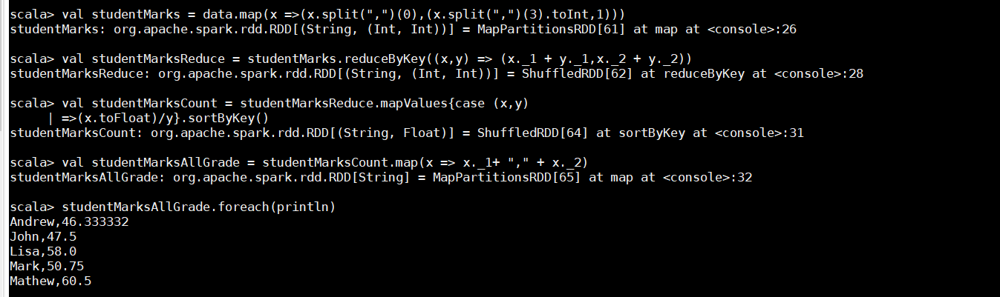 scala> val studentMarks = data.map(x =>(x.split(",")(0),(x.split(",")(3).toInt,1)))
studentMarks: org.apache.spark.rdd.RDD[(String, (Int, Int))] = MapPartitionsRDD[61] at map at <console>:26
scala> val studentMarksReduce = studentMarks.reduceByKey((x,y) => (x._1 + y._1,x._2 + y._2))
studentMarksReduce: org.apache.spark.rdd.RDD[(String, (Int, Int))] = ShuffledRDD[62] at reduceByKey at <console>:28
scala> val studentMarksCount = studentMarksReduce.mapValues{case (x,y)
     | =>(x.toFloat)/y}.sortByKey()
studentMarksCount: org.apache.spark.rdd.RDD[(String, Float)] = ShuffledRDD[64] at sortByKey at <console>:31
scala> val studentMarksAllGrade = studentMarksCount.map(x => x._1+ "," + x._2)
studentMarksAllGrade: org.apache.spark.rdd.RDD[String] = MapPartitionsRDD[65] at map at <console>:32
scala> studentMarksAllGrade.foreach(println)
Andrew,46.333332
John,47.5
Lisa,58.0
Mark,50.75
Mathew,60.5